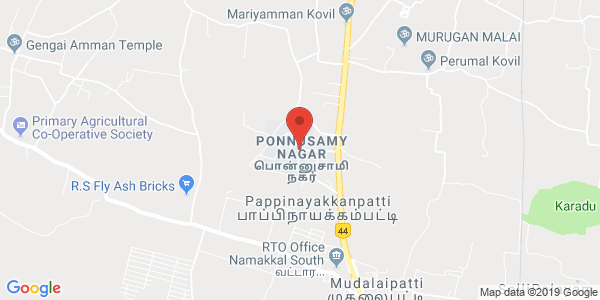 Mariyamman Kovil
Gengai Amman Temple
MURUGAN MALAI
Perumal Kovil
Primary Agricultural
Co-Operative Society
PONNUSAMY
NAGAR
பொன்னுசாமி
நகர்
R.S Fly Ash Bricks
Pappinayakkanpatti
பாப்பிநாயக்கம்பட்டி
Karadu
44
RTO Office
Namakkal South
வட்டார...
Mudalaipatti
Google
Map data ©2019 Google